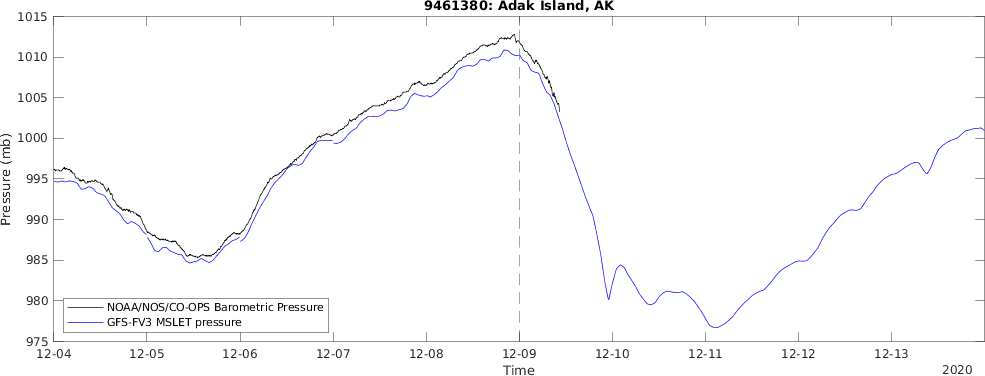 9461380: Adak Island, AK
Pressure (mb)
1015
1010
1005
1000
995
990
985
980
975
NOAA/NOS/CO-OPS Barometric Pressure
GFS-FV3 MSLET pressure
12-04 12-05 12-06 12-07 12-08 12-09 12-10 12-11 12-12 12-13
Time
2020